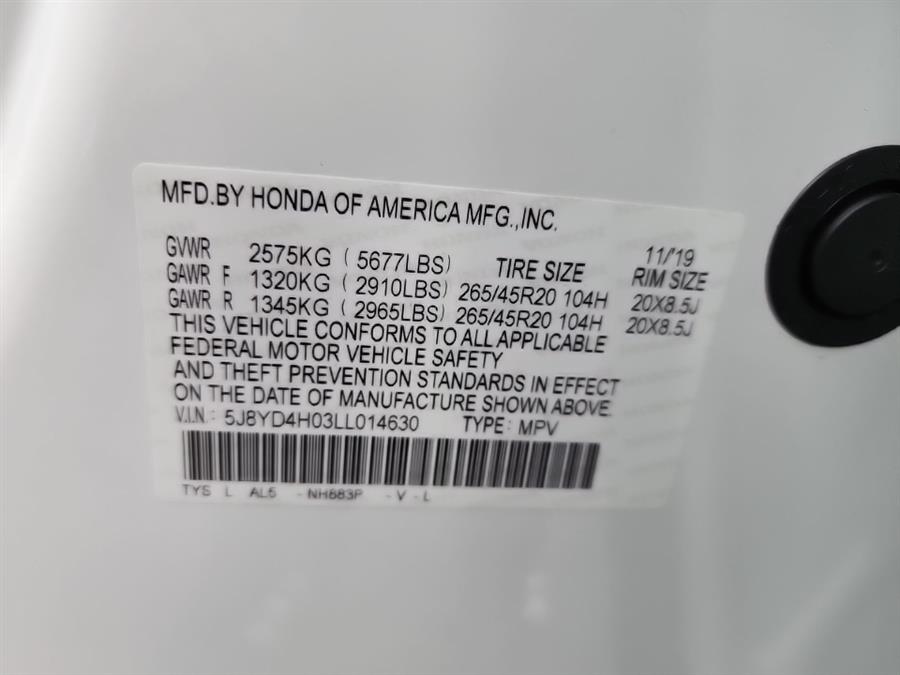 MFD.BY HONDA OF AMERICA MFG.,INC.
GVWR 2575KG ( 5677LBS) TIRE SIZE 11/'19 RIM SIZE
GAWR F 1320KG ( 2910LBS) 265/45R20 104H 20X8.5J
GAWR R 1345KG ( 2965LBS) 265/45R20 104H 20X8.5J
THIS VEHICLE CONFORMS TO ALL APPLICABLE
FEDERAL MOTOR VEHICLE SAFETY
AND THEFT PREVENTION STANDARDS IN EFFECT
ON THE DATE OF MANUFACTURE SHOWN ABOVE.
V.I.N.: 5J8YD4H03LL014630 TYPE: MPV
TYS L AL5 - NH883P - V - L